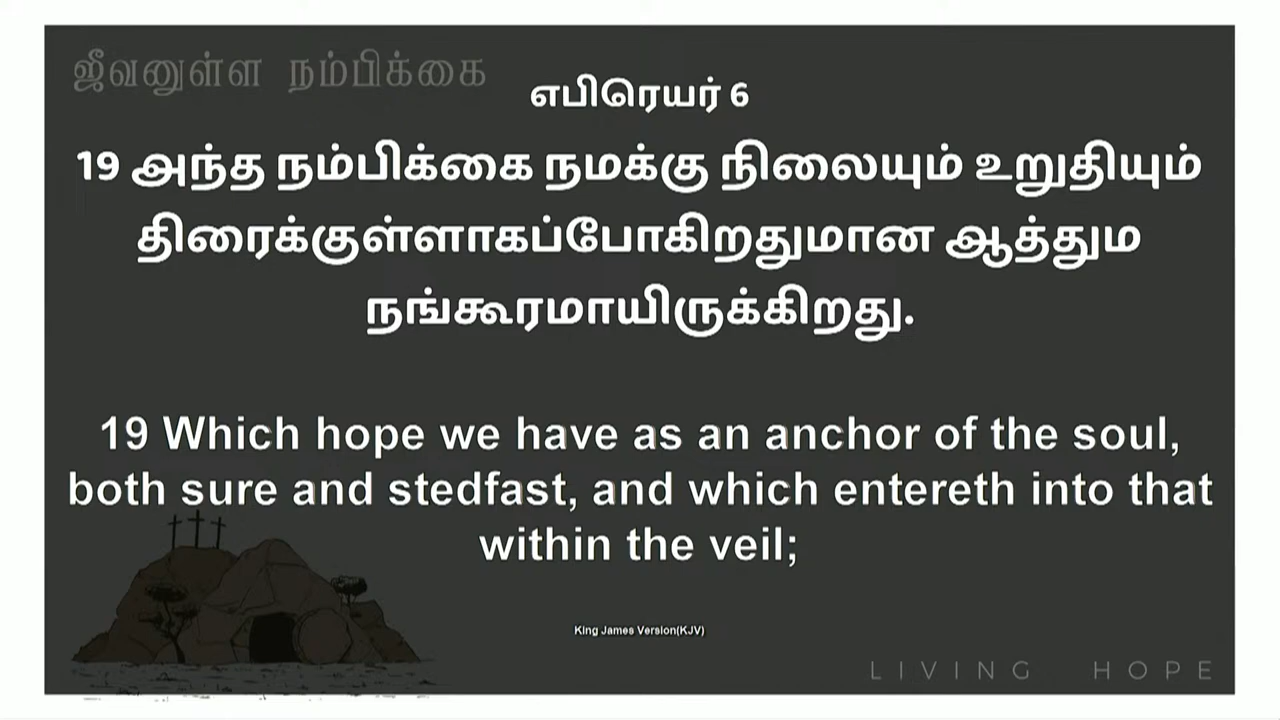 ஜீவனுள்ள நம்பிக்கை
எபிரெயர் 6
19 அந்த நம்பிக்கை நமக்கு நிலையும் உறுதியும்
திரைக்குள்ளாகப்போகிறதுமான ஆத்தும
நங்கூரமாயிருக்கிறது.
19 Which hope we have as an anchor of the soul,
both sure and stedfast, and which entereth into that
within the veil;
King James Version(KJV)
LIVING HOPE